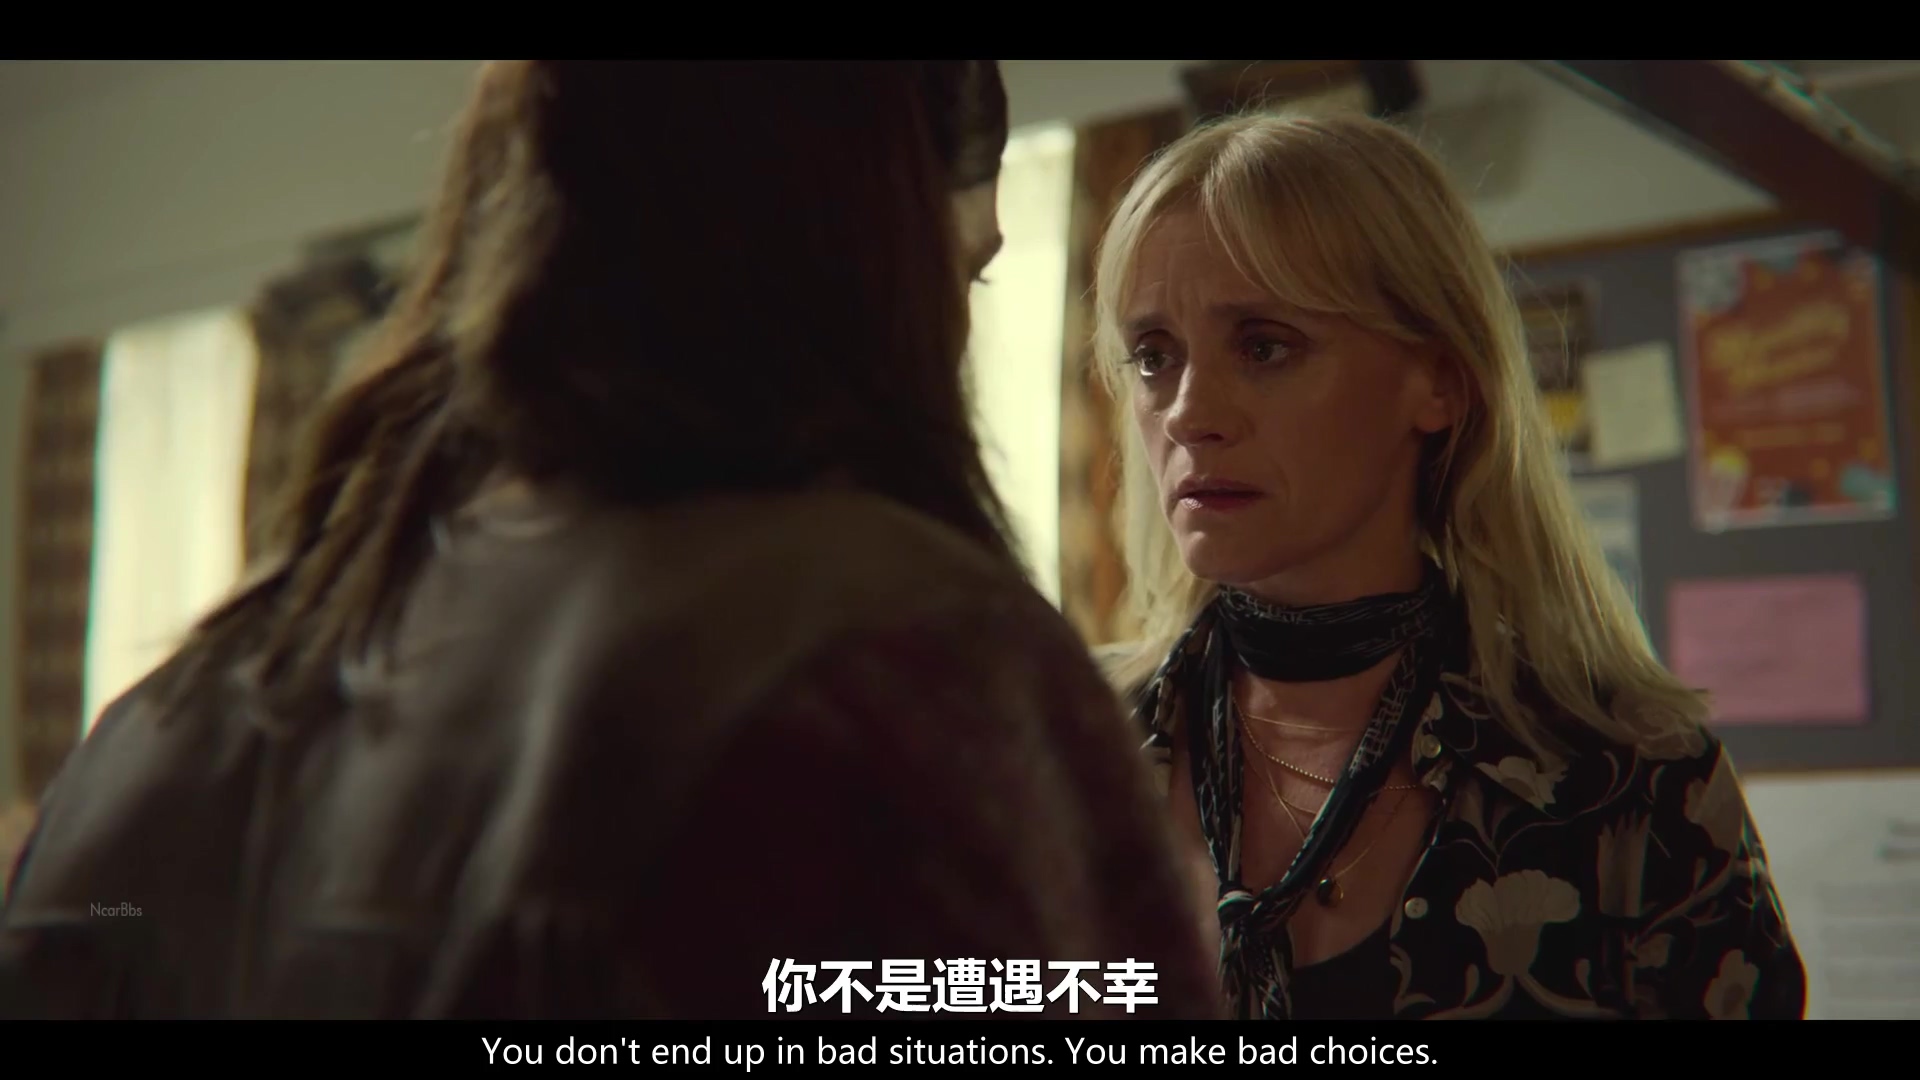 NcarBbs
你不是遭遇不幸
You don't end up in bad situations. You make bad choices.